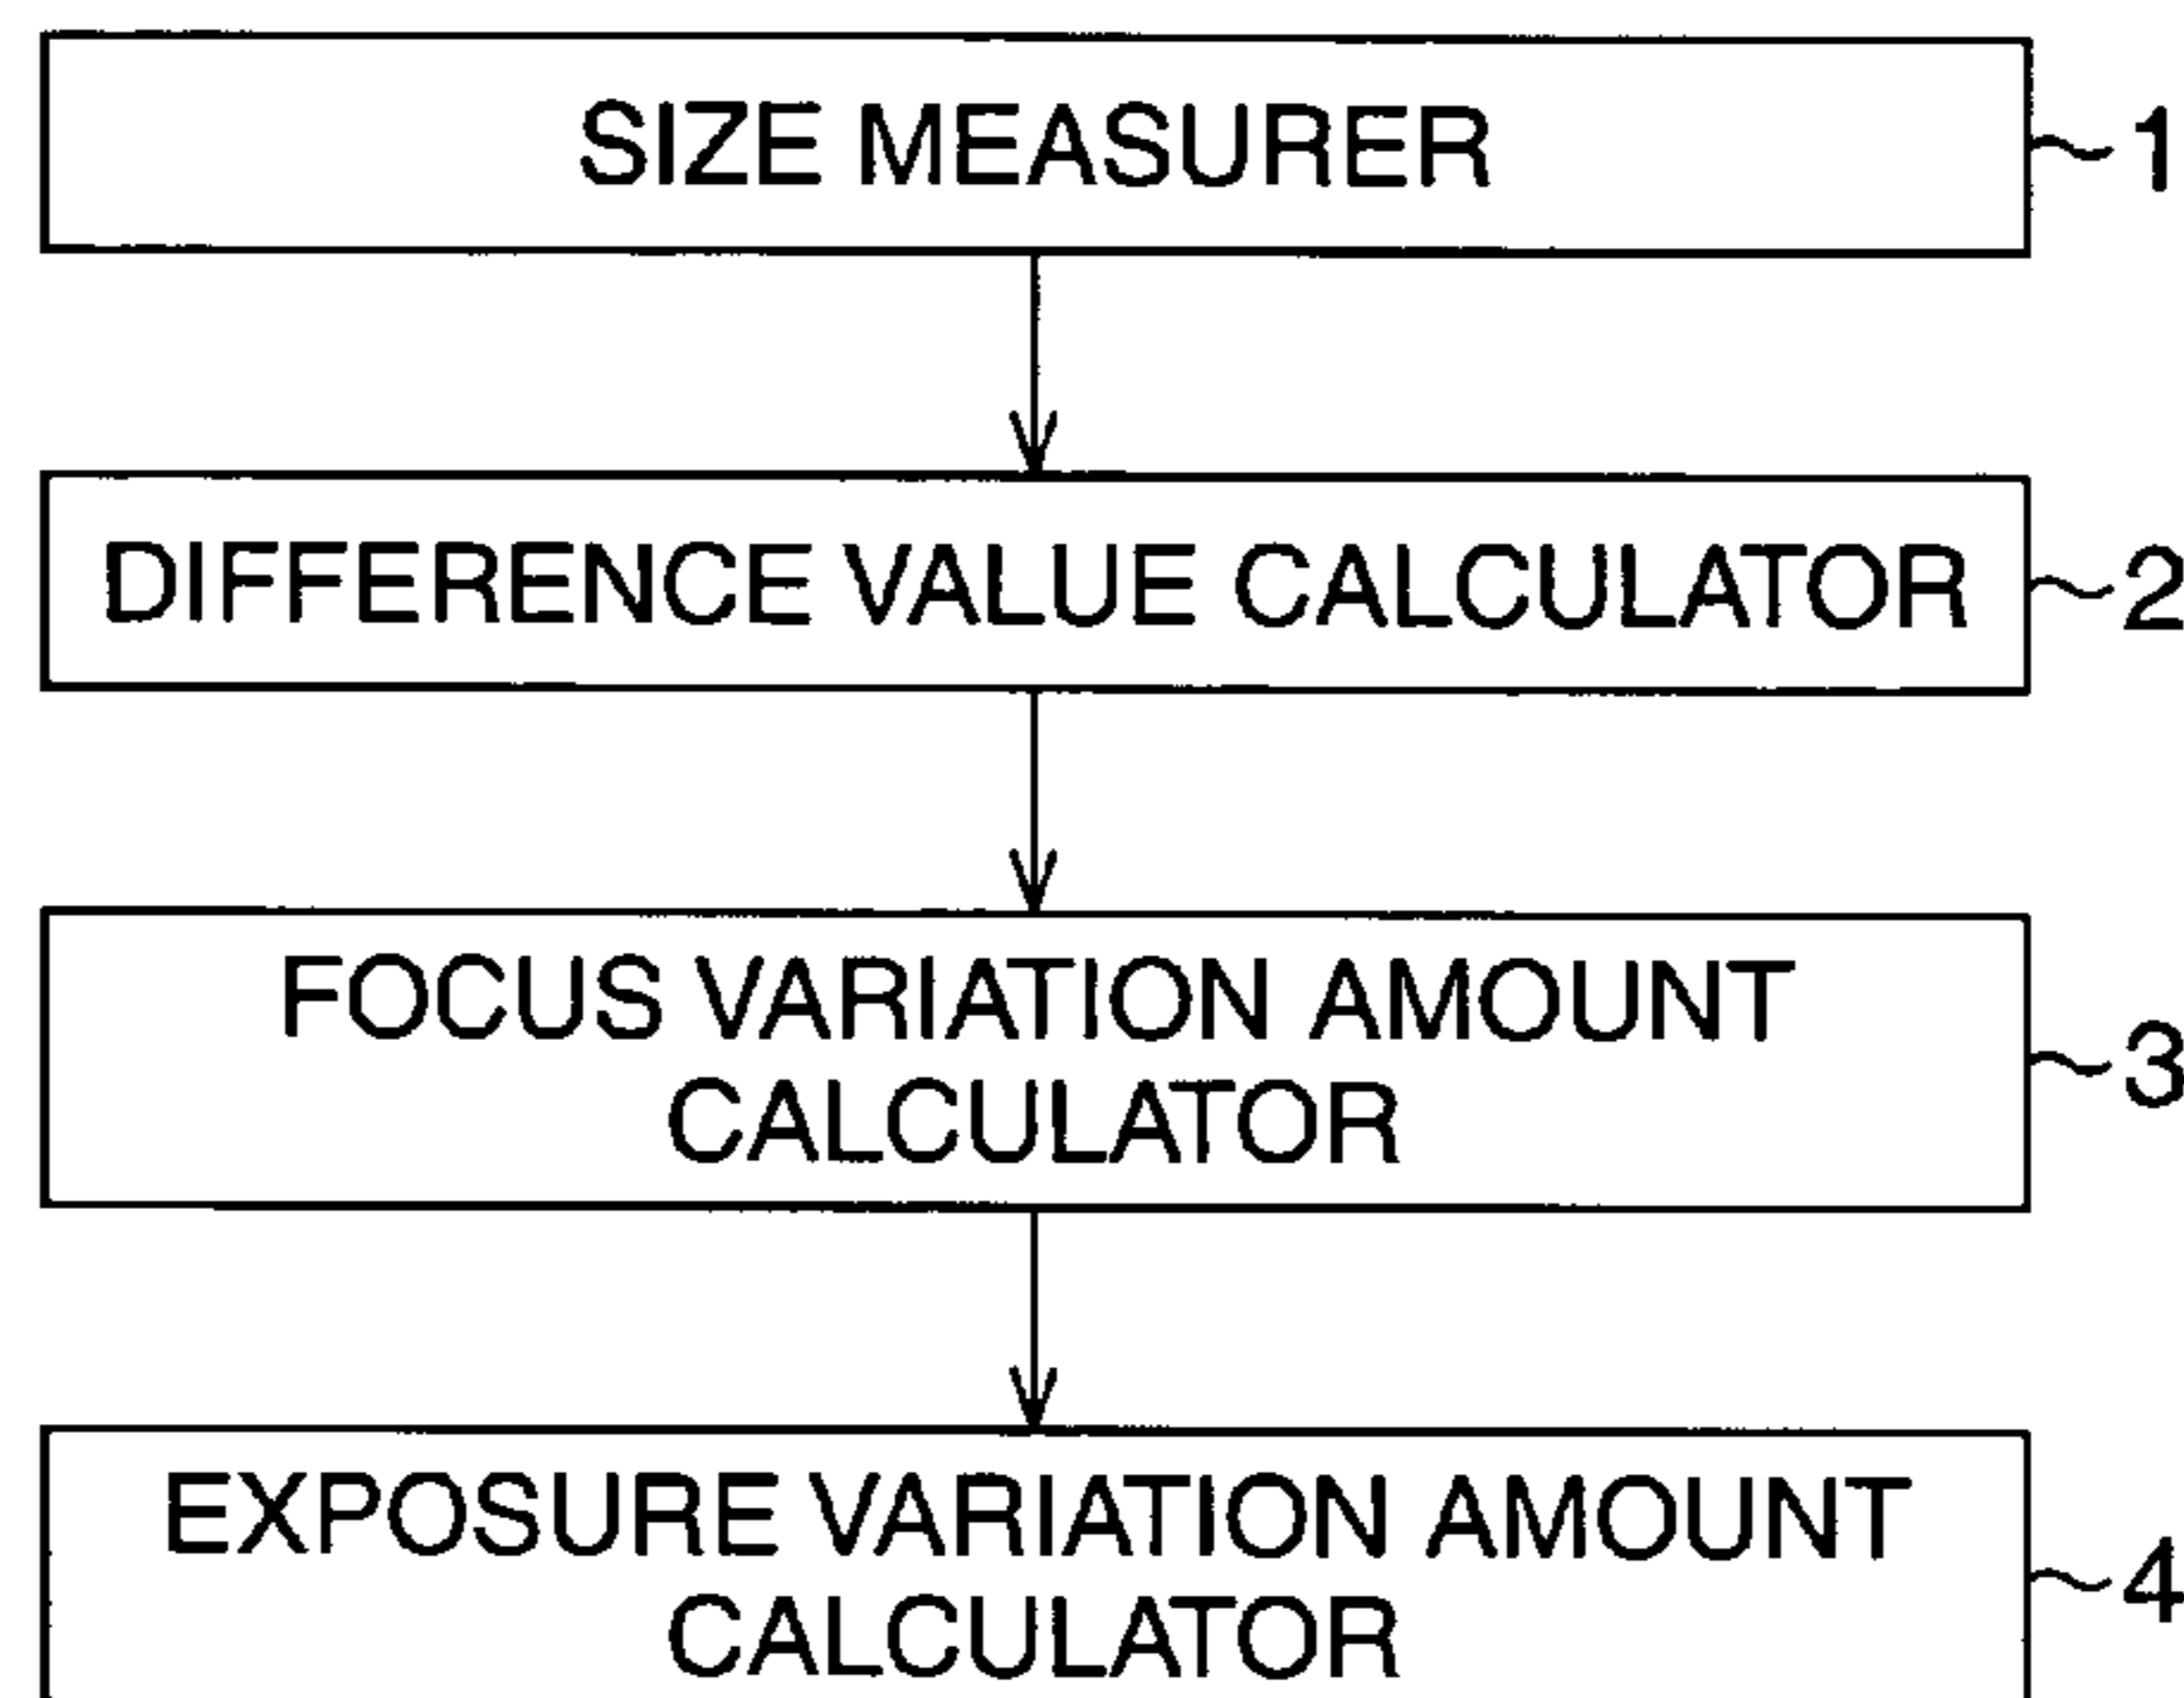 SIZE MEASURER
1
DIFFERENCE VALUE CALCULATOR
2
FOCUS VARIATION AMOUNT
CALCULATOR
3
EXPOSURE VARIATION AMOUNT
CALCULATOR
4